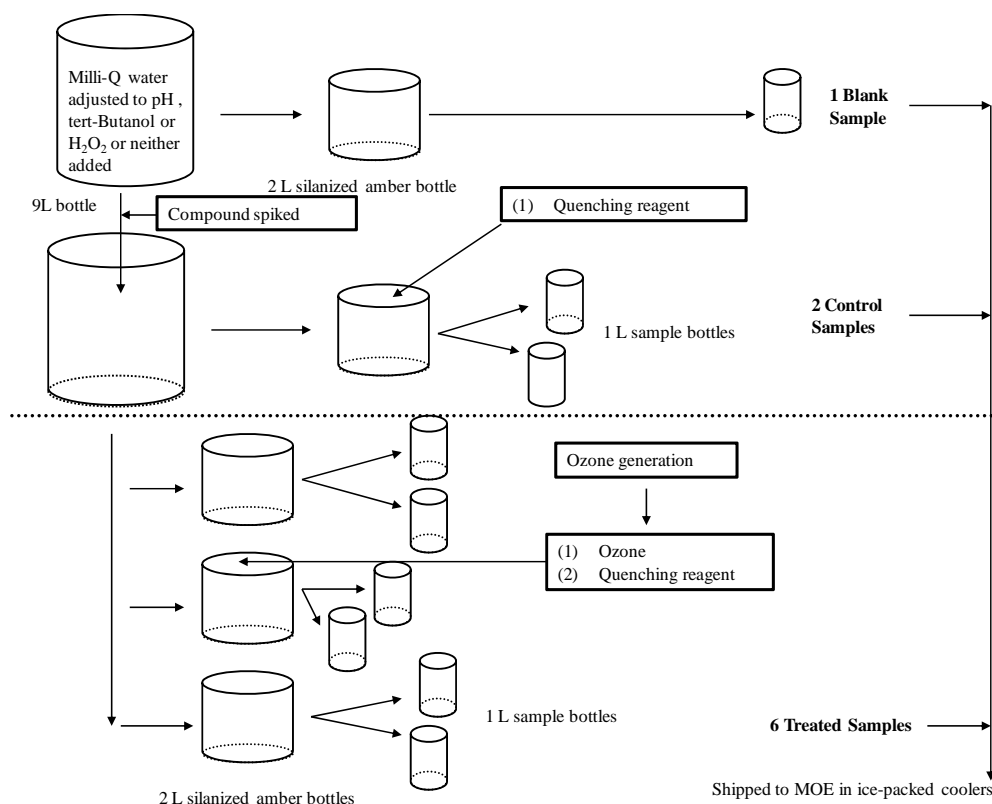 Milli-Q water
adjusted to pH ,
tert-Butanol or
H₂O₂ or neither
added
1 Blank
Sample
2 L silanized amber bottle
9L bottle
Compound spiked
(1) Quenching reagent
2 Control
Samples
1 L sample bottles
Ozone generation
(1) Ozone
(2) Quenching reagent
1 L sample bottles
6 Treated Samples
2 L silanized amber bottles
Shipped to MOE in ice-packed coolers